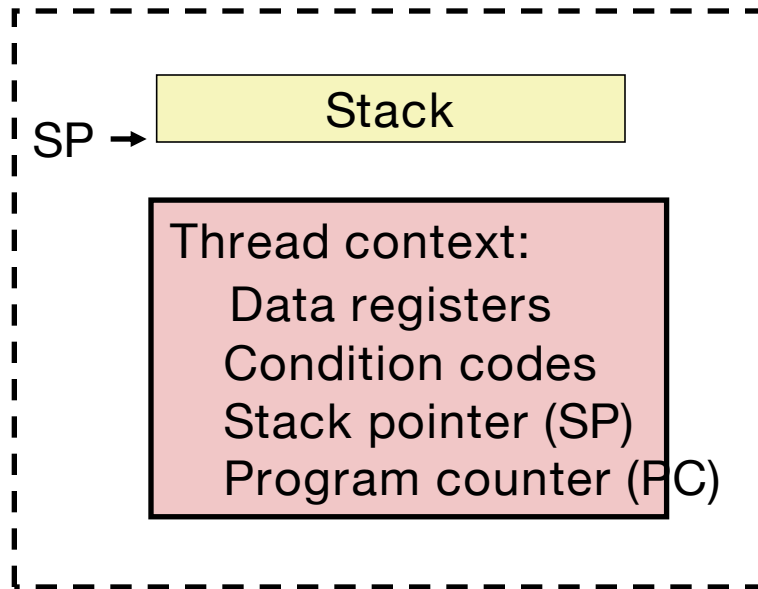 Stack
SP
Thread context:
Data registers
Condition codes
Stack pointer (SP)
Program counter (PC)